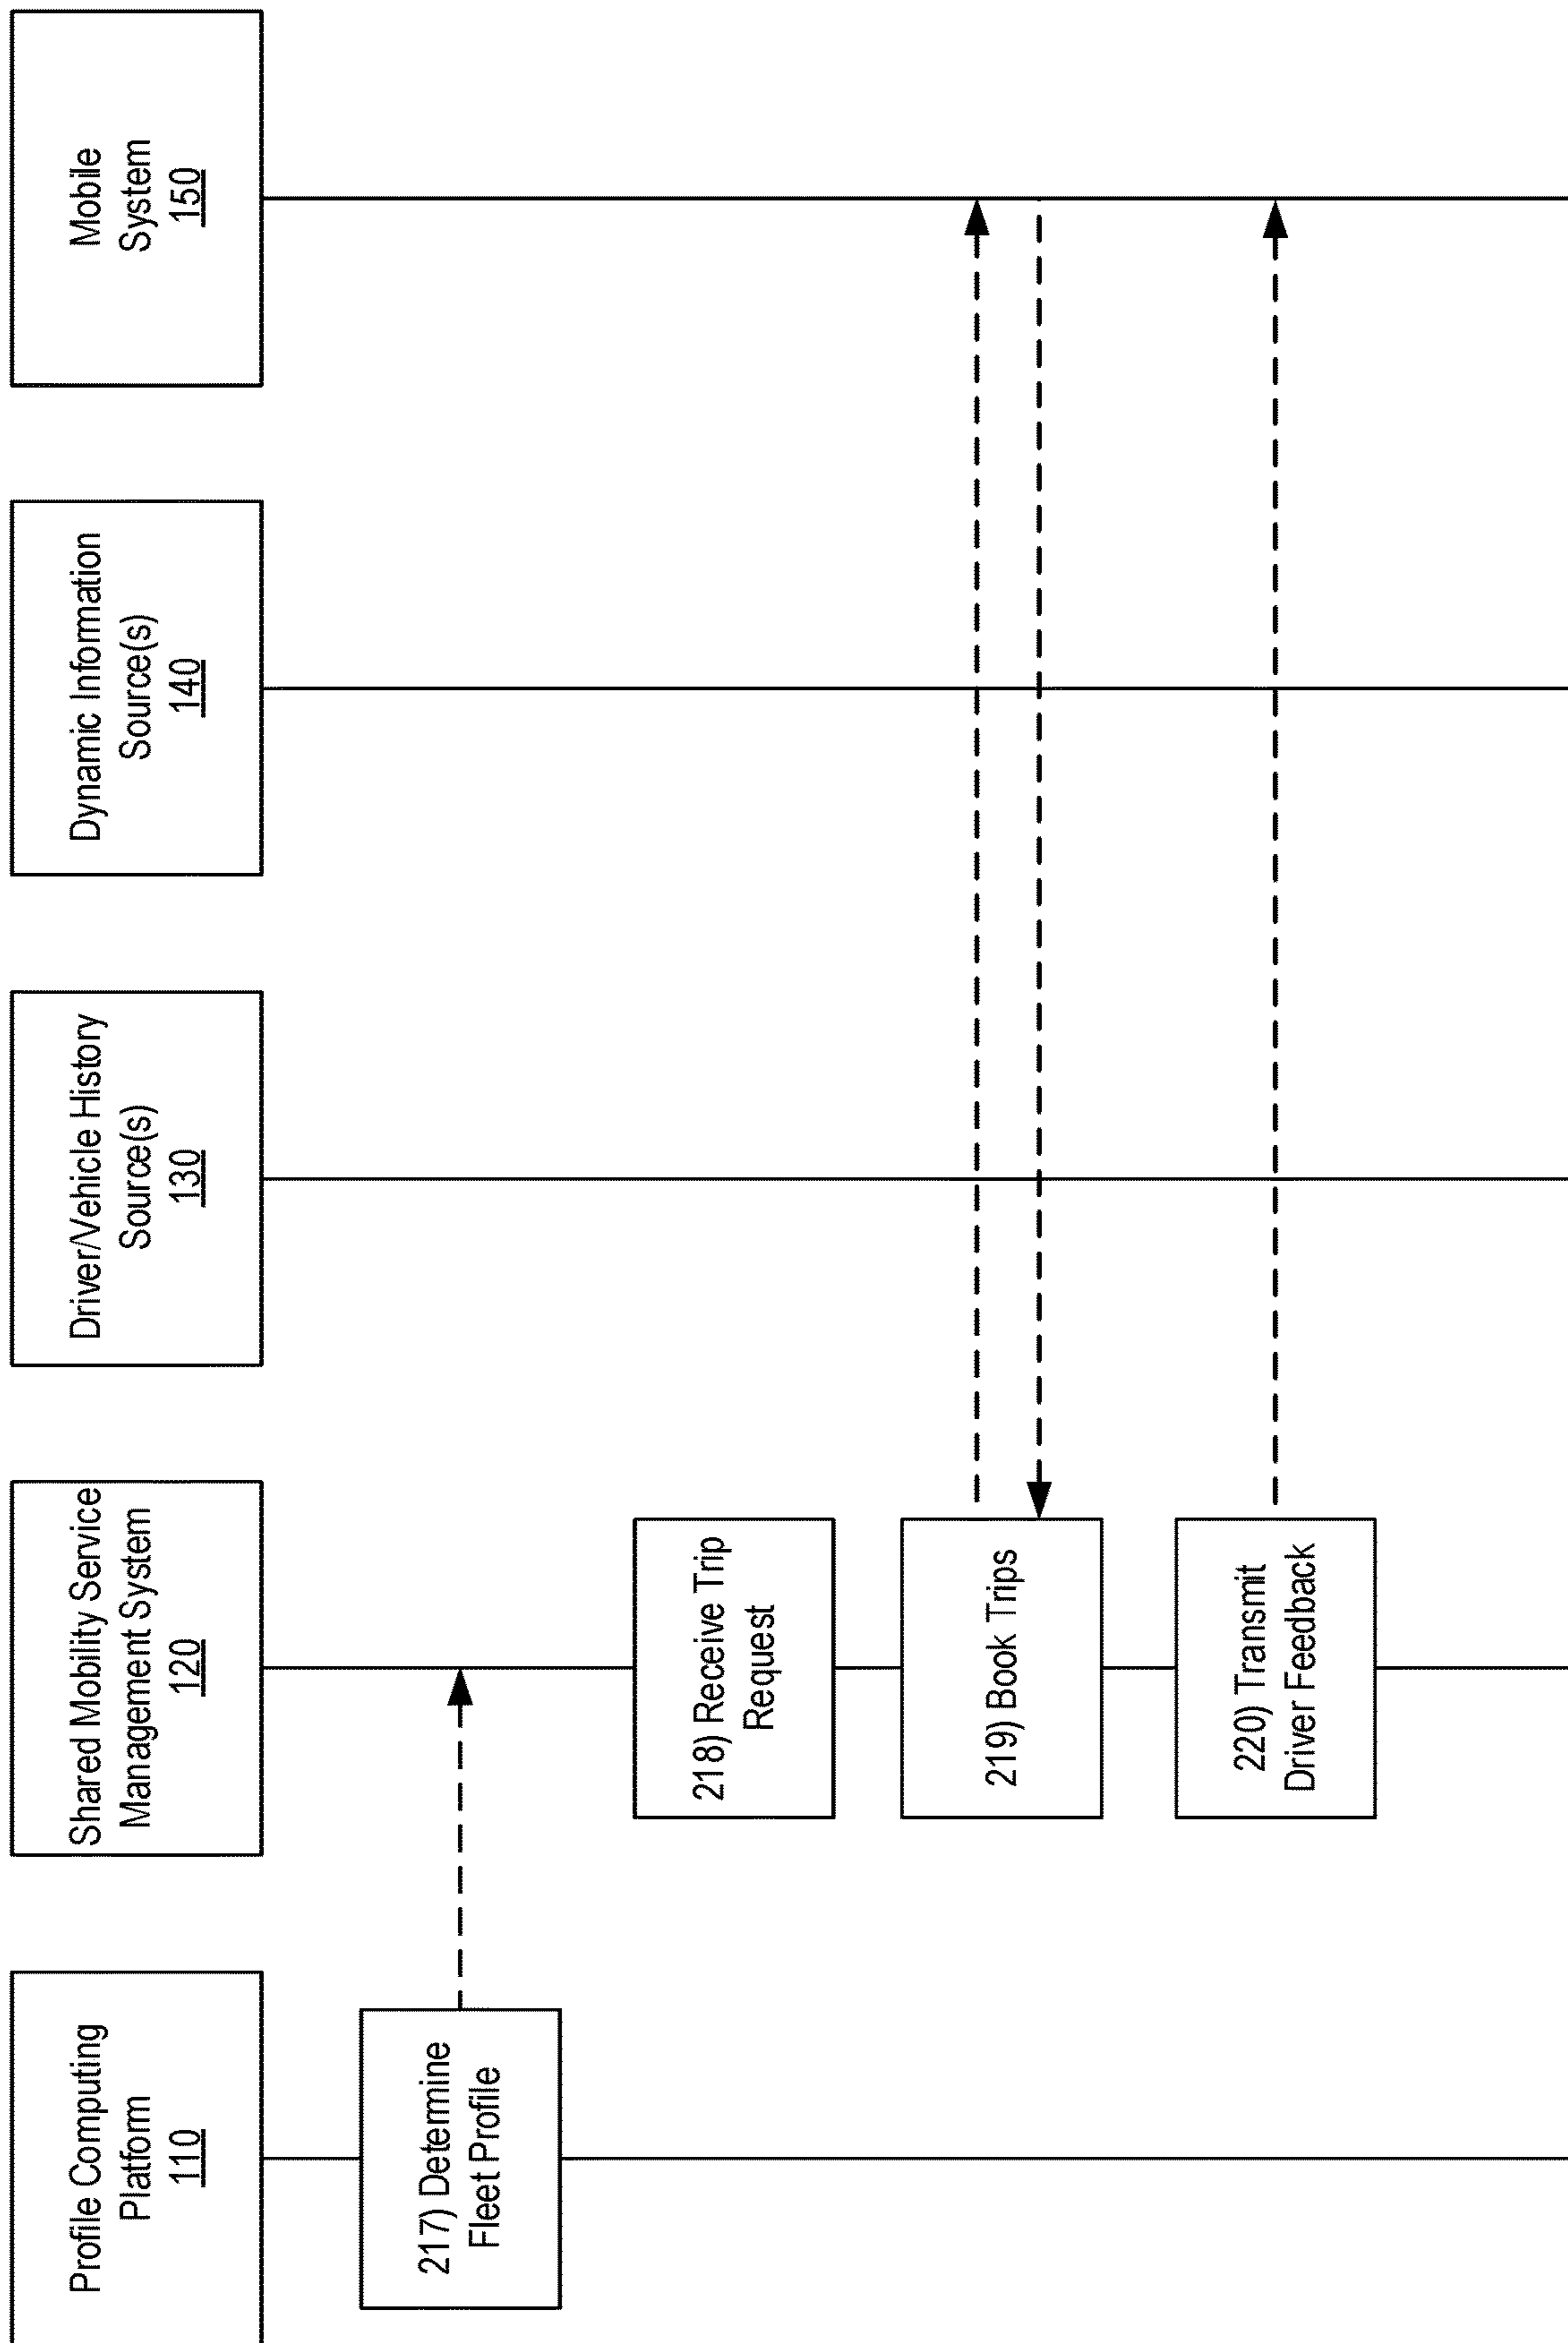 Profile Computing
Platform
110
Shared Mobility Service
Management System
120
Driver/Vehicle History
Source(s)
130
Dynamic Information
Source(s)
140
Mobile
System
150
217) Determine
Fleet Profile
218) Receive Trip
Request
219) Book Trips
220) Transmit
Driver Feedback